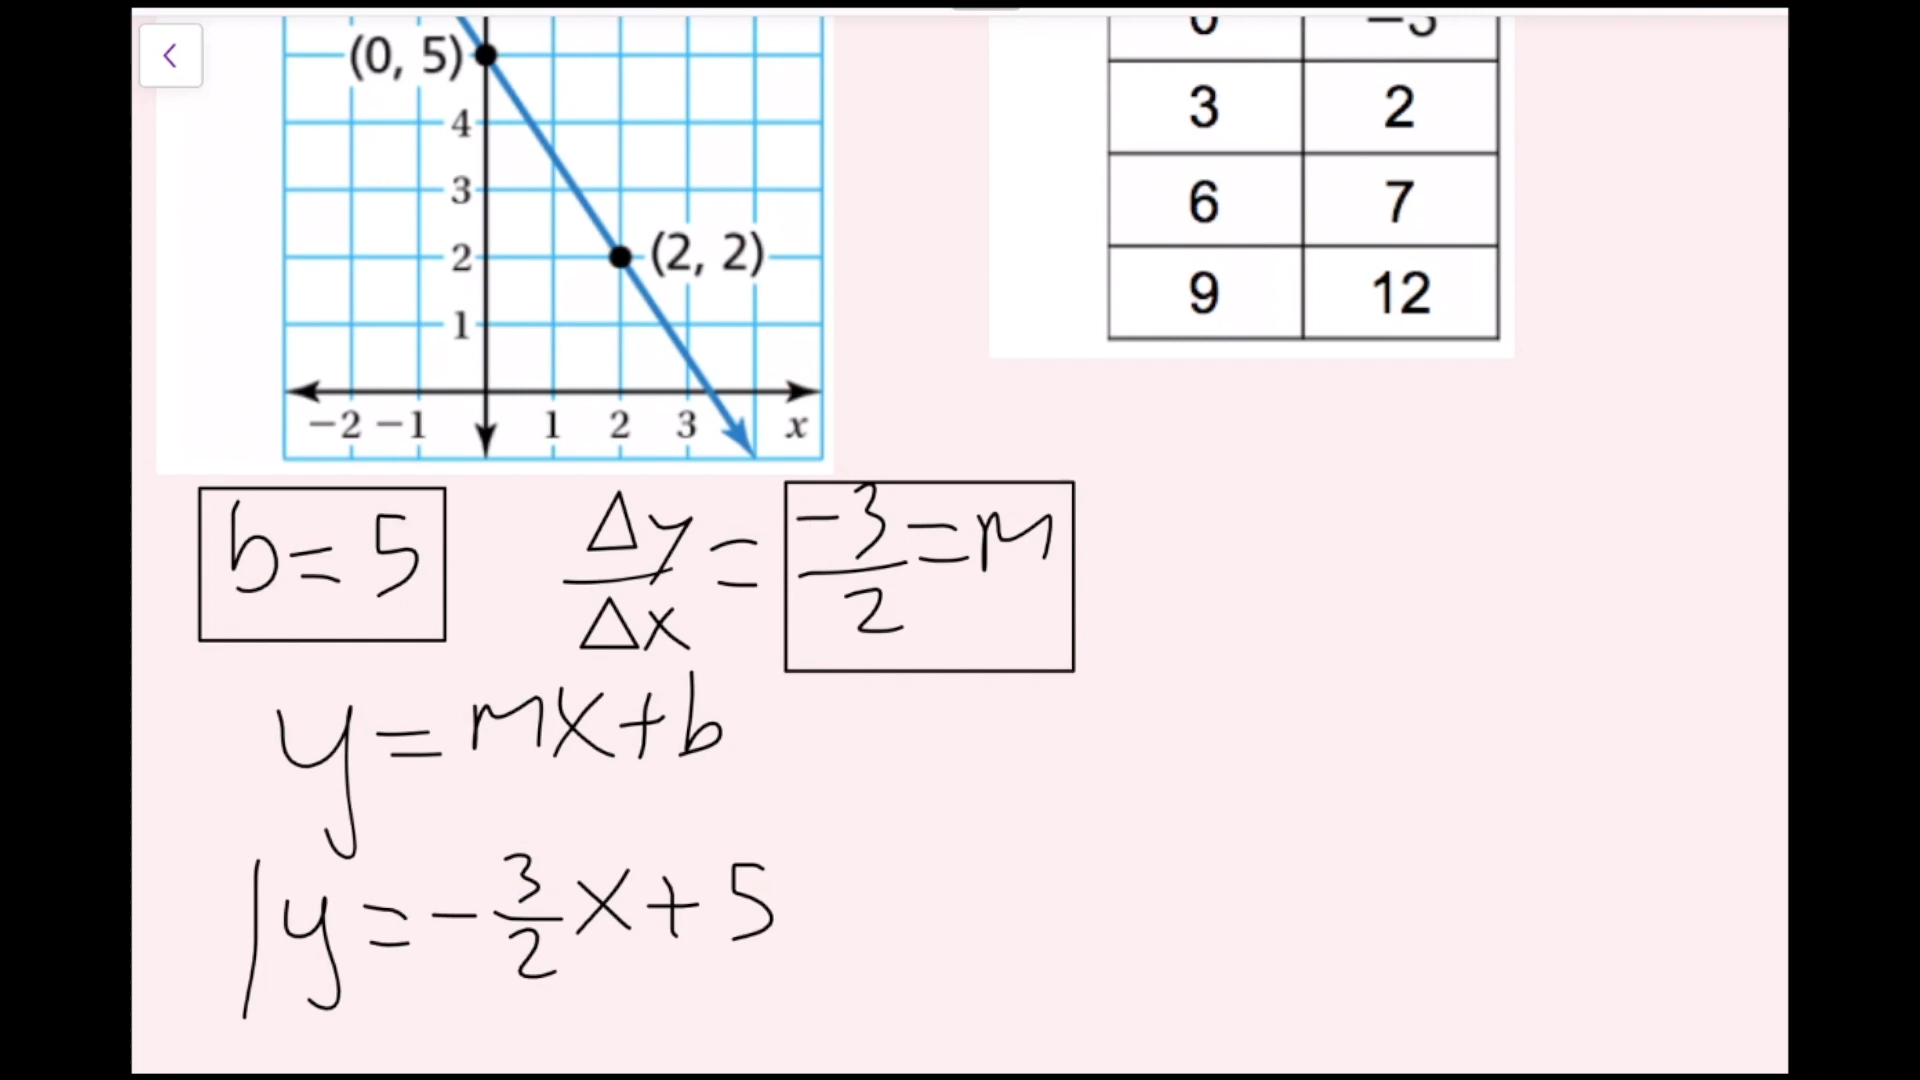 (0, 5)
4
3
2
1
(2, 2)
−2 −1 1 2 3 x
3 2
6 7
9 12
b = 5
Δy/Δx = -3/2 = m
y = mx + b
y = -3/2 x + 5